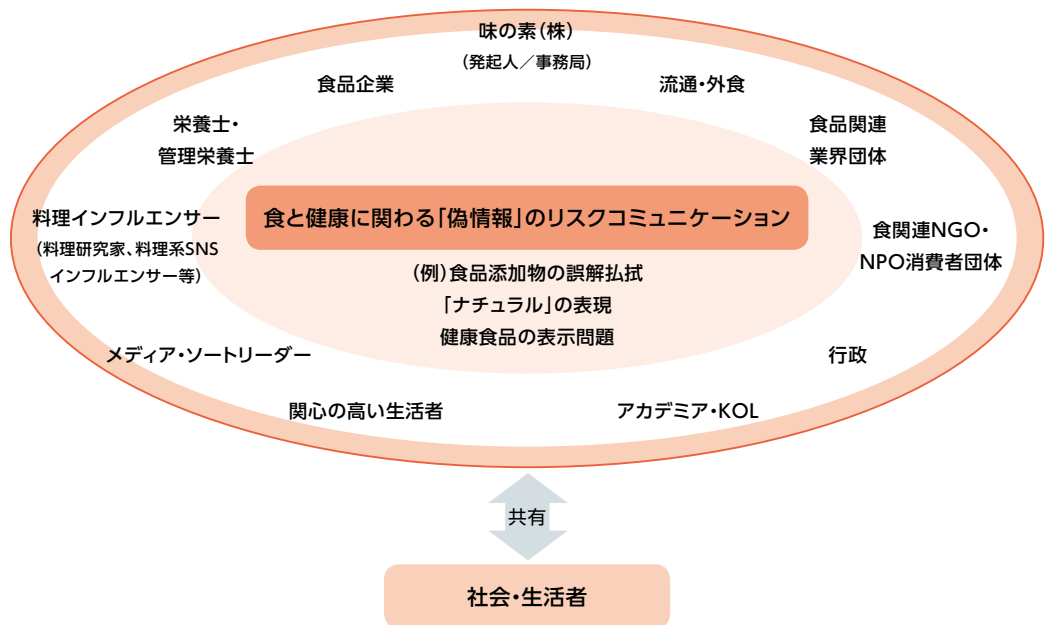 味の素(株)
(発起人／事務局)
食品企業
流通・外食
栄養士・
管理栄養士
食品関連
業界団体
料理インフルエンサー
(料理研究家、料理系SNS
インフルエンサー等)
食と健康に関わる「偽情報」のリスクコミュニケーション
(例)食品添加物の誤解払拭
「ナチュラル」の表現
健康食品の表示問題
食関連NGO・
NPO消費者団体
メディア・ソートリーダー
行政
関心の高い生活者
アカデミア・KOL
共有
社会・生活者